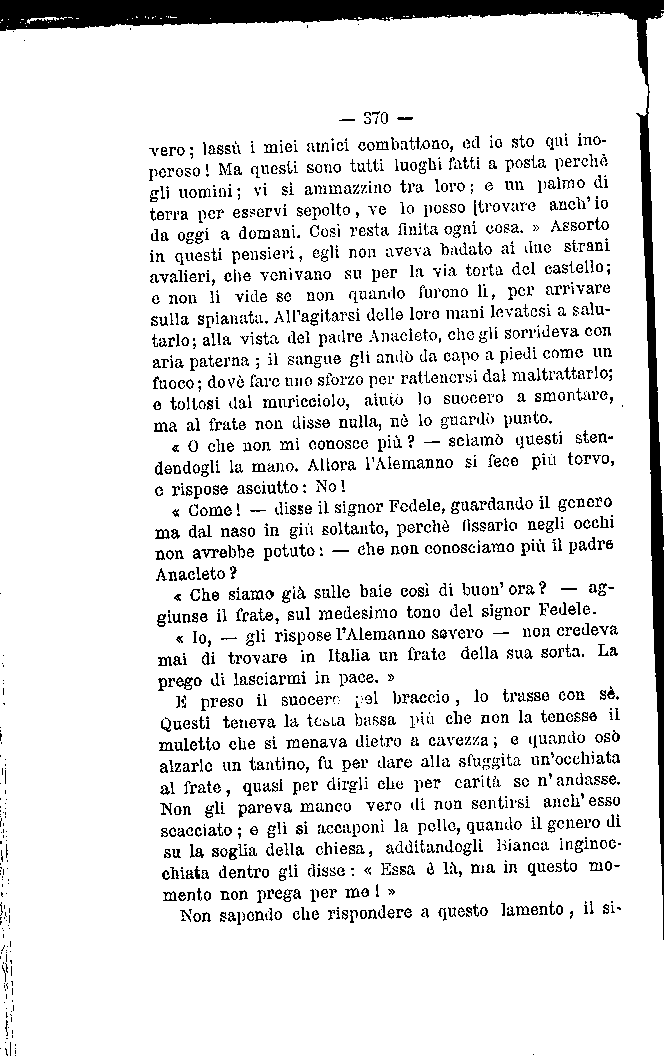 — 370 —
vero; lassù i miei amici combattono, ed io sto qui ino-
peroso! Ma questi sono tutti luoghi fatti a posta perchè
gli uomini; vi si ammazzino tra loro; e un palmo di
terra per esservi sepolto, ve lo posso [trovare anch'io
da oggi a domani. Così resta finita ogni cosa. » Assorto
in questi pensieri, egli non aveva badato ai due strani
avalieri, che venivano su per la via torta del castello;
e non li vide se non quando furono lì, per arrivare
sulla spianata. All'agitarsi delle loro mani levatesi a salu-
tarlo; alla vista del padre Anacleto, che gli sorrideva con
aria paterna; il sangue gli andò da capo a piedi come un
fuoco; dovè fare uno sforzo per rattenersi dal maltrattarlo;
e toltosi dal muricciolo, aiutò lo suocero a smontare,
ma al frate non disse nulla, nè lo guardò punto.
« O che non mi conosce più? — sclamò questi sten-
dendogli la mano. Allora l'Alemanno si fece più torvo,
e rispose asciutto: No!
« Come! — disse il signor Fedele, guardando il genero
ma dal naso in giù soltanto, perchè fissarlo negli occhi
non avrebbe potuto: — che non conosciamo più il padre
Anacleto?
« Che siamo già sulle baie così di buon' ora? — ag-
giunse il frate, sul medesimo tono del signor Fedele.
« Io, — gli rispose l'Alemanno severo — non credeva
mai di trovare in Italia un frate della sua sorta. La
prego di lasciarmi in pace. »
E preso il suocero pel braccio, lo trasse con sè.
Questi teneva la testa bassa più che non la tenesse il
muletto che si menava dietro a cavezza; e quando osò
alzarle un tantino, fu per dare alla sfuggita un'occhiata
al frate, quasi per dirgli che per carità se n'andasse.
Non gli pareva manco vero di non sentirsi anch'esso
scacciato; e gli si accaponì la pelle, quando il genero di
su la soglia della chiesa, additandogli Bianca inginoc-
chiata dentro gli disse: « Essa è là, ma in questo mo-
mento non prega per me! »
Non sapendo che rispondere a questo lamento, il si-